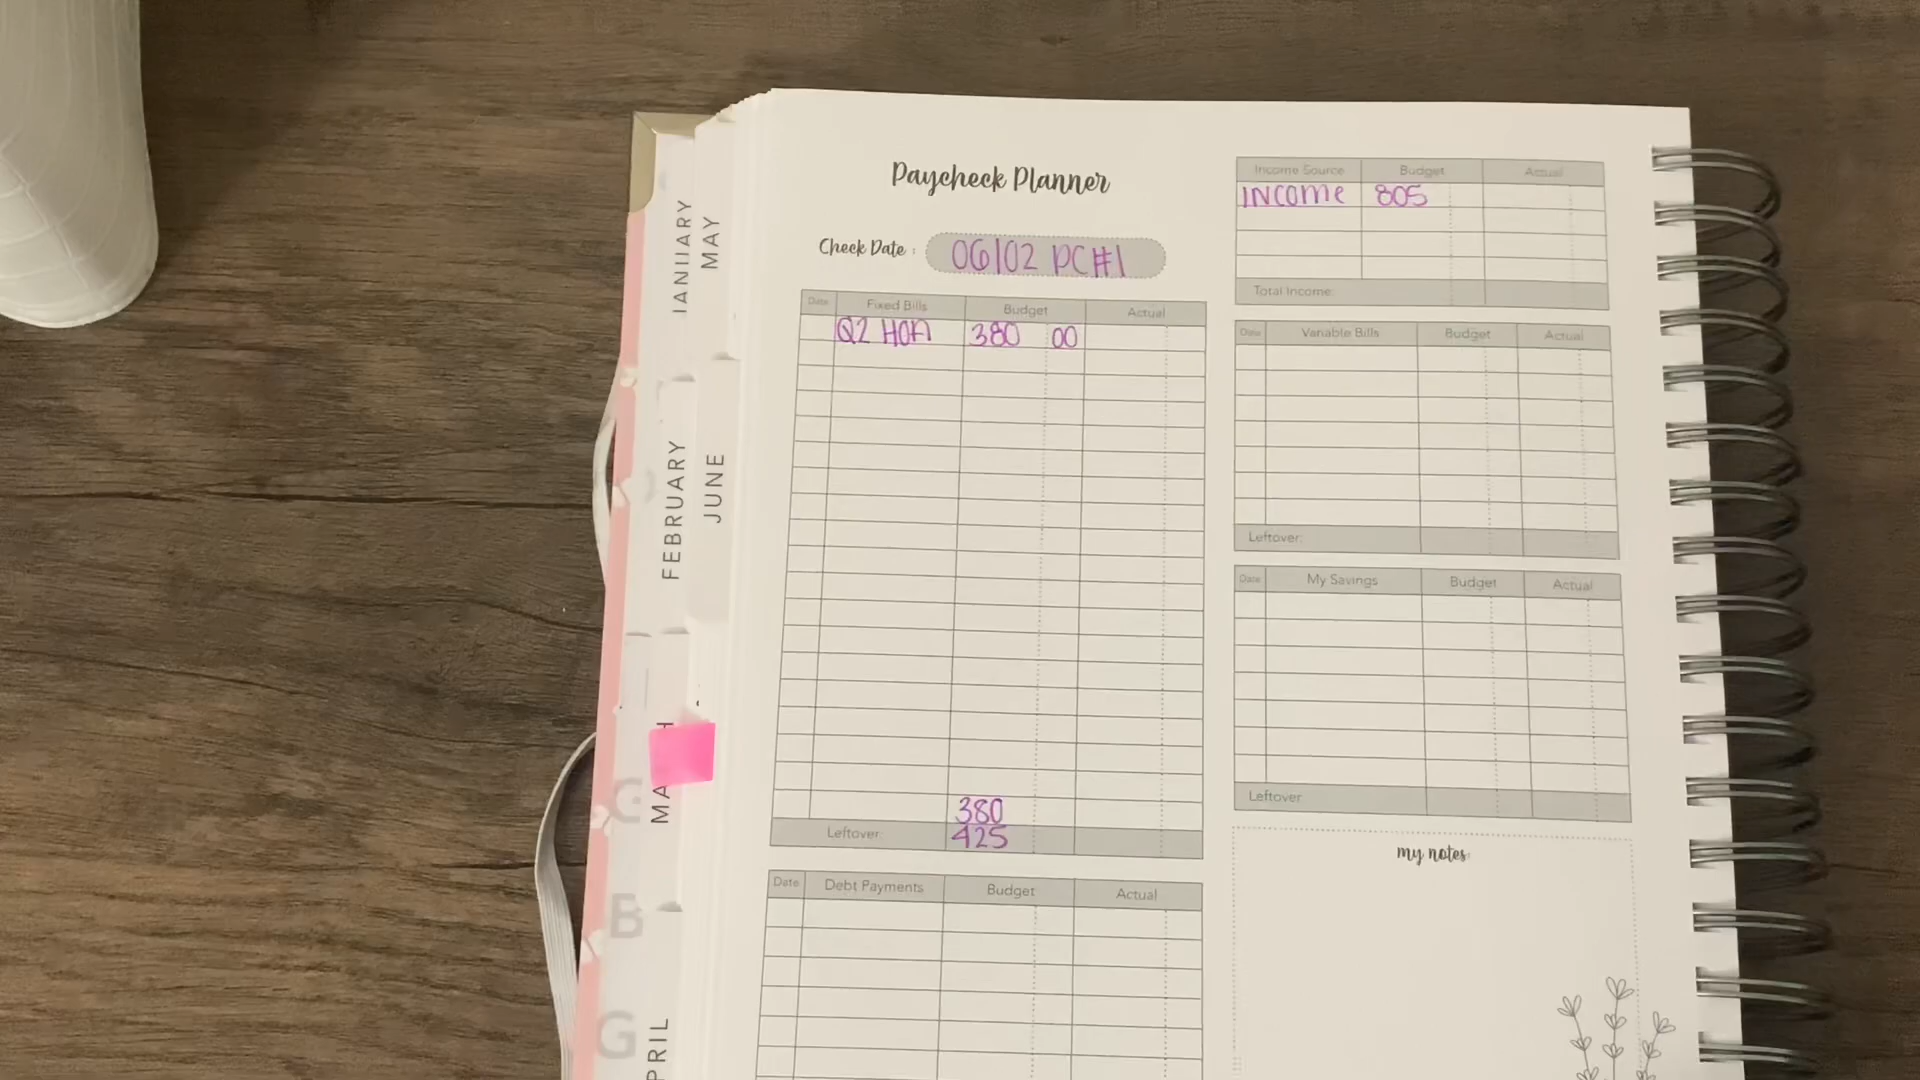 Paycheck Planner
Check Date : 06/02 PC#1
Date Fixed Bills Budget Actual
Q2 HOA 380 00
380
Leftover: 425
Date Debt Payments Budget Actual
Income Source Budget Actual
INCOME 805
Total Income:
Date Variable Bills Budget Actual
Leftover:
Date My Savings Budget Actual
Leftover
my notes:
JANUARY
MAY
FEBRUARY
JUNE
G
B
G